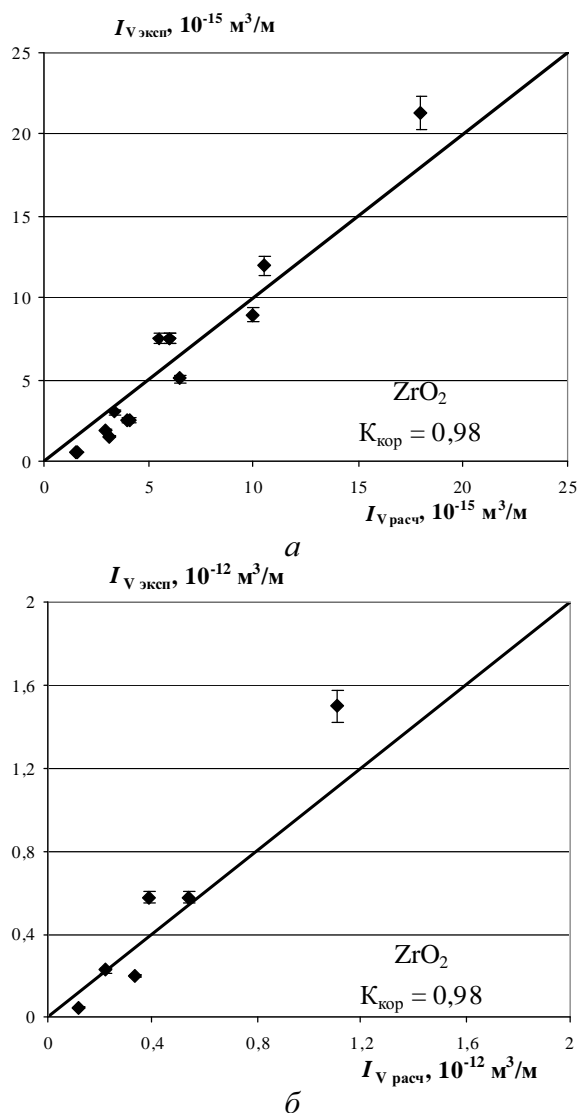 I V эксп, 10⁻¹⁵ м³/м
25
20
15
10
5
0
ZrO₂
Kкор = 0,98
0 5 10 15 20 25
I V расч, 10⁻¹⁵ м³/м
а
I V эксп, 10⁻¹² м³/м
2
1,6
1,2
0,8
0,4
0
ZrO₂
Kкор = 0,98
0 0,4 0,8 1,2 1,6 2
I V расч, 10⁻¹² м³/м
б